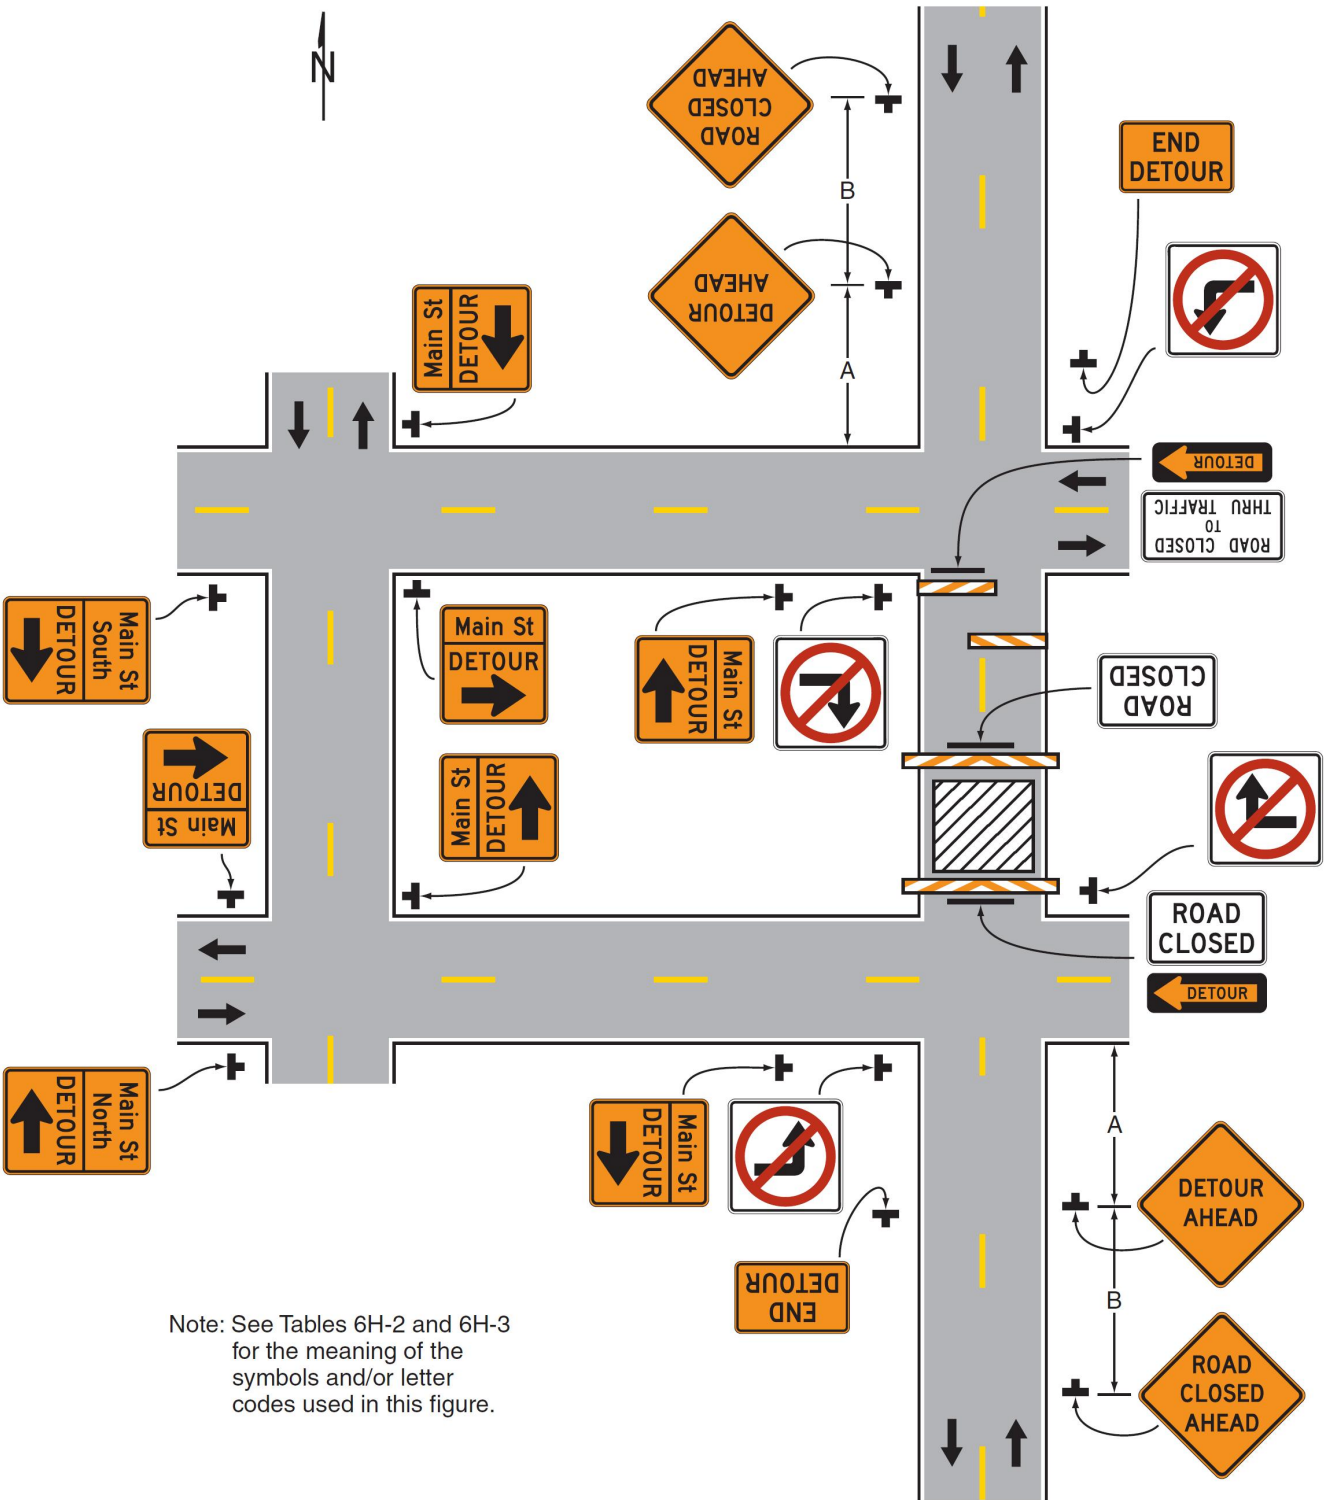 N
ROAD
CLOSED
AHEAD
B
DETOUR
AHEAD
A
END
DETOUR
Main St
DETOUR
DETOUR
ROAD CLOSED
TO
THRU TRAFFIC
Main St
South
DETOUR
Main St
DETOUR
Main St
DETOUR
ROAD
CLOSED
Main St
DETOUR
Main St
DETOUR
ROAD
CLOSED
DETOUR
Main St
North
DETOUR
Main St
DETOUR
A
DETOUR
AHEAD
END
DETOUR
B
ROAD
CLOSED
AHEAD
Note: See Tables 6H-2 and 6H-3
for the meaning of the
symbols and/or letter
codes used in this figure.